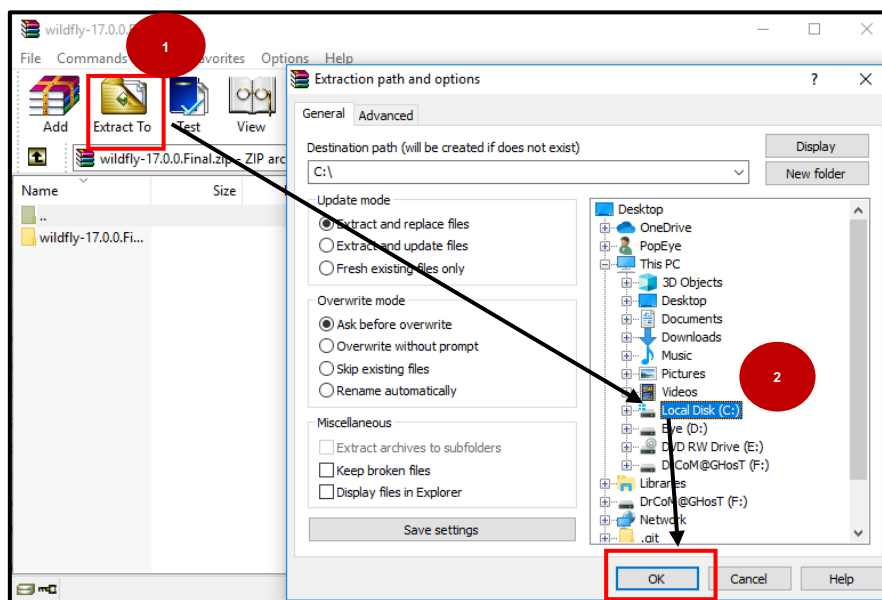 wildfly-17.0.0.F
1
File Commands Favorites Options Help
Add Extract To Test View
wildfly-17.0.0.Final.zip - ZIP arc
Name Size
..
wildfly-17.0.0.Fi...
Extraction path and options
?
General Advanced
Destination path (will be created if does not exist)
C:\
Display
New folder
Update mode
Extract and replace files
Extract and update files
Fresh existing files only
Overwrite mode
Ask before overwrite
Overwrite without prompt
Skip existing files
Rename automatically
Miscellaneous
Extract archives to subfolders
Keep broken files
Display files in Explorer
Save settings
Desktop
OneDrive
PopEye
This PC
3D Objects
Desktop
Documents
Downloads
Music
Pictures
Videos
2
Local Disk (C:)
Eye (D:)
DVD RW Drive (E:)
DrCoM@GHosT (F:)
Libraries
DrCoM@GHosT (F:)
Network
.git
OK Cancel Help